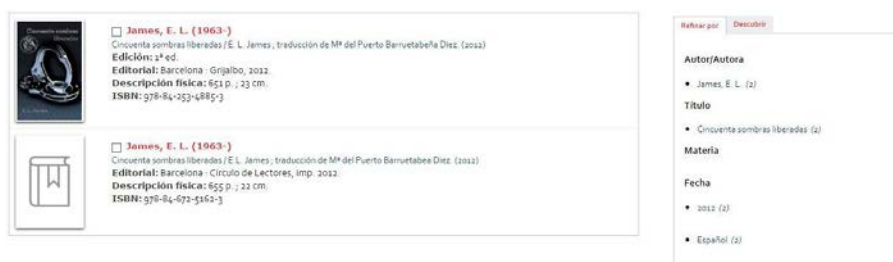 Cincuenta sombras
liberadas
James, E. L. (1963-)
Cincuenta sombras liberadas / E. L. James ; traducción de Mª del Puerto Barruetabeña Diez. (2012)
Edición: 1ª ed.
Editorial: Barcelona : Grijalbo, 2012.
Descripción física: 651 p. ; 23 cm.
ISBN: 978-84-253-4885-3
James, E. L. (1963-)
Cincuenta sombras liberadas / E. L. James ; traducción de Mª del Puerto Barruetabea Diez. (2012)
Editorial: Barcelona : Círculo de Lectores, imp. 2012.
Descripción física: 655 p. ; 22 cm.
ISBN: 978-84-672-5162-3
Refinar por Descubrir
Autor/Autora
James, E. L. (2)
Título
Cincuenta sombras liberadas (2)
Materia
Fecha
2012 (2)
Español (2)